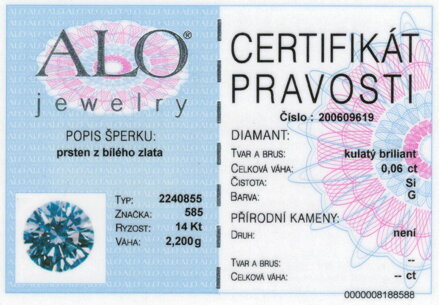 ALO®
jewelry
POPIS ŠPERKU:
prsten z bílého zlata
TYP: 2240855
ZNAČKA: 585
RYZOST: 14 Kt
VÁHA: 2,200 g
CERTIFIKÁT
PRAVOSTI
Číslo : 200609619
DIAMANT:
TVAR A BRUS: kulatý briliant
CELKOVÁ VÁHA: 0,06 ct
ČISTOTA: Si
BARVA: G
PŘÍRODNÍ KAMENY:
DRUH: není
TVAR A BRUS: --
CELKOVÁ VÁHA: -- ct
0000008188588